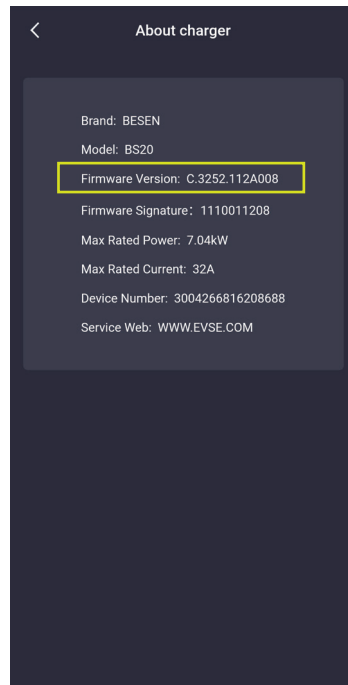 About charger
Brand: BESEN
Model: BS20
Firmware Version: C.3252.112A008
Firmware Signature: 1110011208
Max Rated Power: 7.04kW
Max Rated Current: 32A
Device Number: 3004266816208688
Service Web: WWW.EVSE.COM